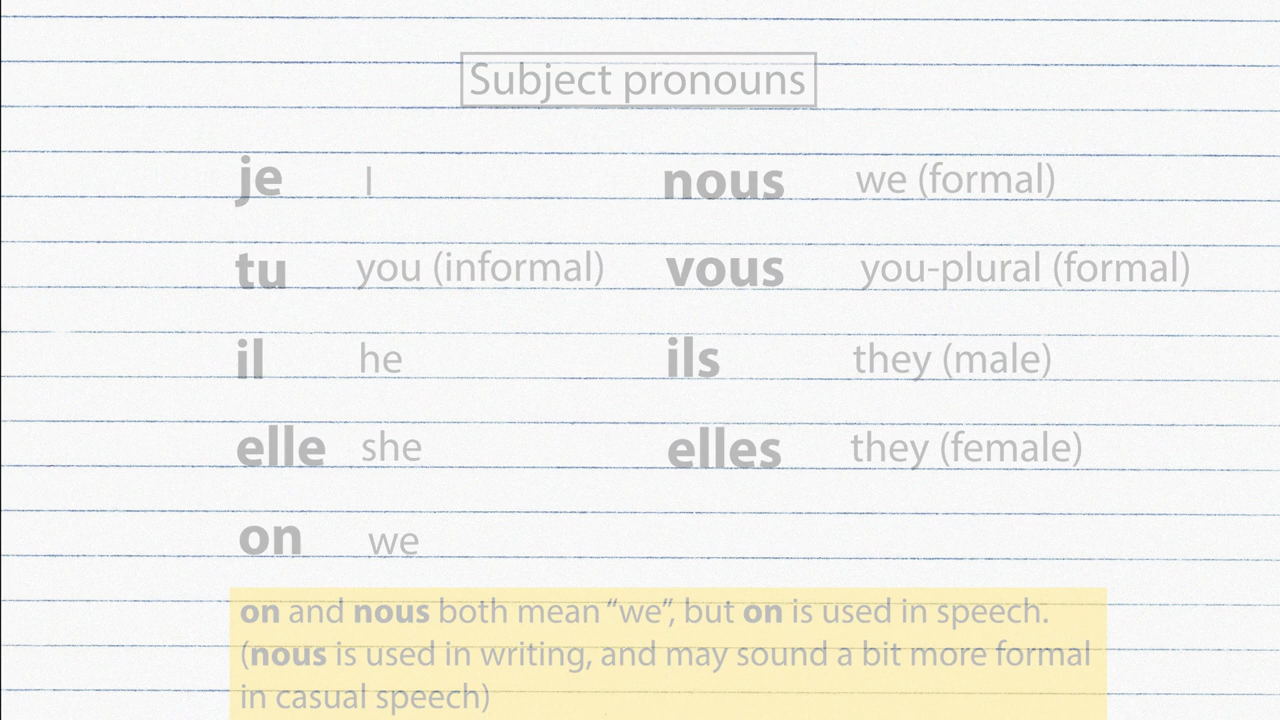 Subject pronouns
je I nous we (formal)
tu you (informal) vous you-plural (formal)
il he ils they (male)
elle she elles they (female)
on we
on and nous both mean “we”, but on is used in speech.
(nous is used in writing, and may sound a bit more formal
in casual speech)